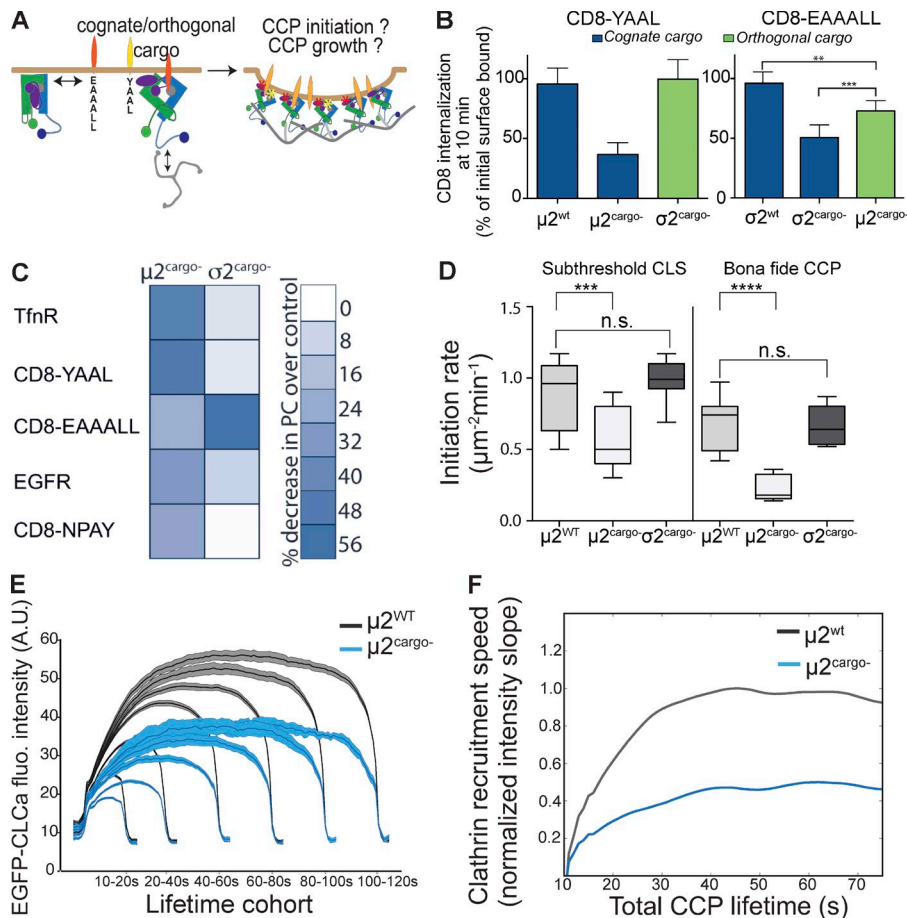 A
cognate/orthogonal
cargo
EAAALL
YAAL
CCP initiation ?
CCP growth ?
B
CD8-YAAL
CD8-EAAALL
Cognate cargo
Orthogonal cargo
CD8 internalization
at 10 min
(% of initial surface bound)
100
50
0
100
50
0
**
***
μ2wt
μ2cargo-
σ2cargo-
σ2wt
σ2cargo-
μ2cargo-
C
μ2cargo-
σ2cargo-
TfnR
CD8-YAAL
CD8-EAAALL
EGFR
CD8-NPAY
% decrease in PC over control
0
8
16
24
32
40
48
56
D
Subthreshold CLS
Bona fide CCP
***
n.s.
****
n.s.
Initiation rate
(μm-2min-1)
1.5
1.0
0.5
0.0
μ2WT
μ2cargo-
σ2cargo-
μ2WT
μ2cargo-
σ2cargo-
E
μ2WT
μ2cargo-
EGFP-CLCa fluo. intensity (A.U.)
60
50
40
30
20
10
0
10-20s
20-40s
40-60s
60-80s
80-100s
100-120s
Lifetime cohort
F
μ2wt
μ2cargo-
Clathrin recruitment speed
(normalized intensity slope)
1.2
1.0
0.8
0.6
0.4
0.2
10
20
30
40
50
60
70
Total CCP lifetime (s)